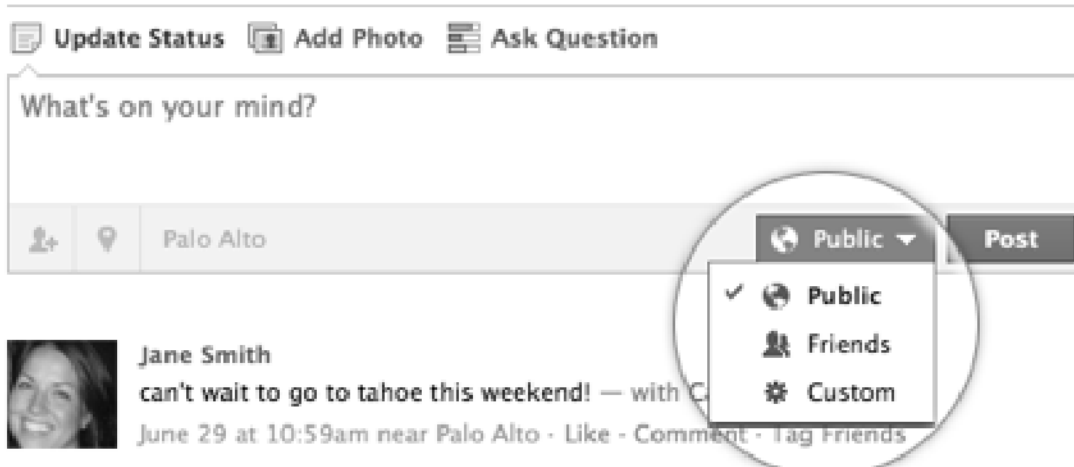 Update Status Add Photo Ask Question
What's on your mind?
Palo Alto Public Post
Public
Friends
Custom
Jane Smith
can't wait to go to tahoe this weekend! — with C
June 29 at 10:59am near Palo Alto · Like · Comment · Tag Friends